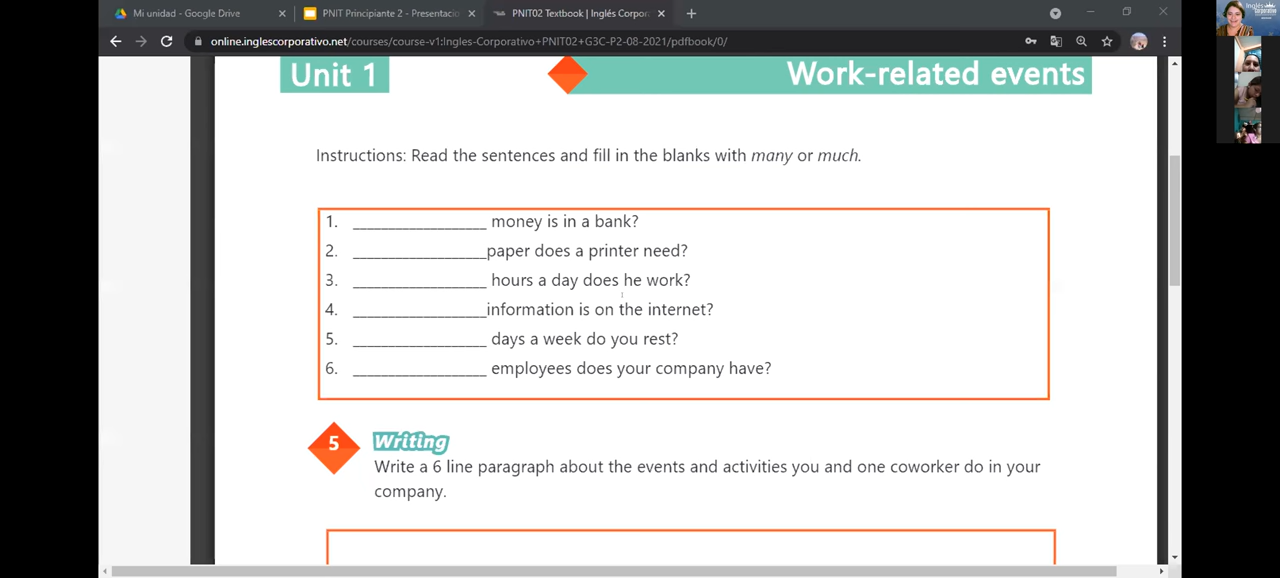 Mi unidad - Google Drive
PNIT Principiante 2 - Presentacio
PNIT02 Textbook | Inglés Corpor
online.inglescorporativo.net/courses/course-v1:Ingles-Corporativo+PNIT02+G3C-P2-08-2021/pdfbook/0/
Unit 1
Work-related events
Instructions: Read the sentences and fill in the blanks with many or much.
1. ________________ money is in a bank?
2. ________________paper does a printer need?
3. ________________ hours a day does he work?
4. ________________information is on the internet?
5. ________________ days a week do you rest?
6. ________________ employees does your company have?
5
Writing
Write a 6 line paragraph about the events and activities you and one coworker do in your
company.